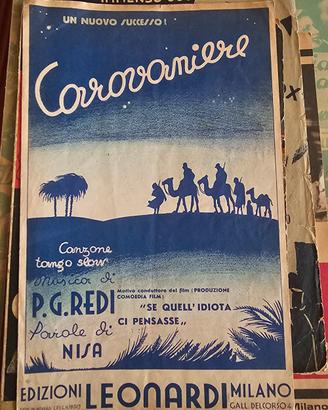 UN NUOVO SUCCESSO!
Carovaniere
Canzone
tango slow
Musica di
P.G. REDI
Motivo conduttore del film (PRODUZIONE
COMOEDIA FILM)
"SE QUELL'IDIOTA
CI PENSASSE„
Parole di
NISA
EDIZIONI LEONARDI MILANO
GALL. DEL CORSO 4
Milano